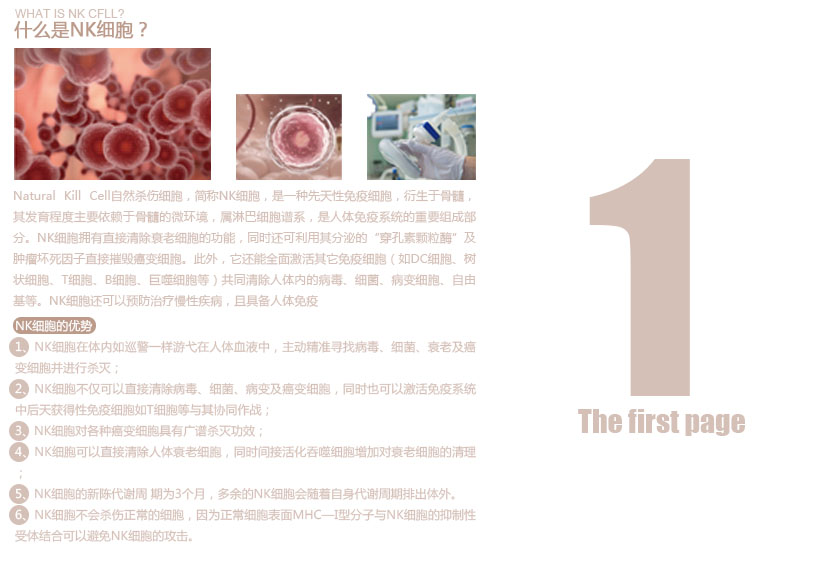 WHAT IS NK CFLL?
什么是NK细胞？
Natural Kill Cell自然杀伤细胞，简称NK细胞，是一种先天性免疫细胞，衍生于骨髓，
其发育程度主要依赖于骨髓的微环境，属淋巴细胞谱系，是人体免疫系统的重要组成部
分。NK细胞拥有直接清除衰老细胞的功能，同时还可利用其分泌的“穿孔素颗粒酶”及
肿瘤坏死因子直接摧毁癌变细胞。此外，它还能全面激活其它免疫细胞（如DC细胞、树
状细胞、T细胞、B细胞、巨噬细胞等）共同清除人体内的病毒、细菌、病变细胞、自由
基等。NK细胞还可以预防治疗慢性疾病，且具备人体免疫
NK细胞的优势
1、NK细胞在体内如巡警一样游弋在人体血液中，主动精准寻找病毒、细菌、衰老及癌
变细胞并进行杀灭；
2、NK细胞不仅可以直接清除病毒、细菌、病变及癌变细胞，同时也可以激活免疫系统
中后天获得性免疫细胞如T细胞等与其协同作战；
3、NK细胞对各种癌变细胞具有广谱杀灭功效；
4、NK细胞可以直接清除人体衰老细胞，同时间接活化吞噬细胞增加对衰老细胞的清理
；
5、NK细胞的新陈代谢周 期为3个月，多余的NK细胞会随着自身代谢周期排出体外。
6、NK细胞不会杀伤正常的细胞，因为正常细胞表面MHC—I型分子与NK细胞的抑制性
受体结合可以避免NK细胞的攻击。
1
The first page